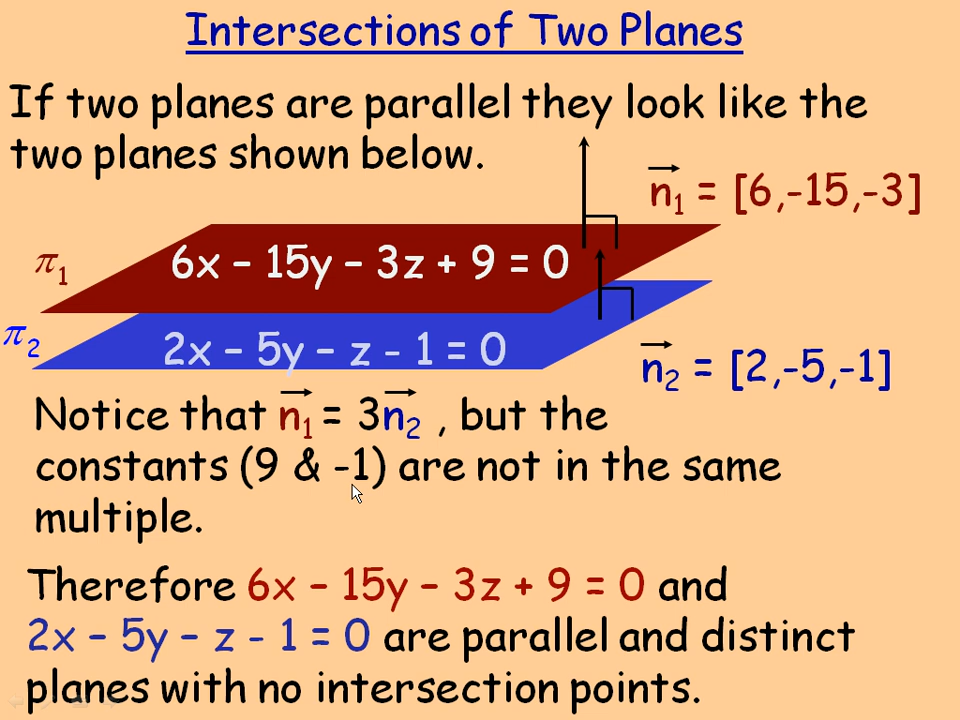 Intersections of Two Planes
If two planes are parallel they look like the
two planes shown below.
n1 = [6,-15,-3]
π1
6x – 15y – 3z + 9 = 0
π2
2x – 5y – z - 1 = 0
n2 = [2,-5,-1]
Notice that n1 = 3n2 , but the
constants (9 & -1) are not in the same
multiple.
Therefore 6x – 15y – 3z + 9 = 0 and
2x – 5y – z - 1 = 0 are parallel and distinct
planes with no intersection points.